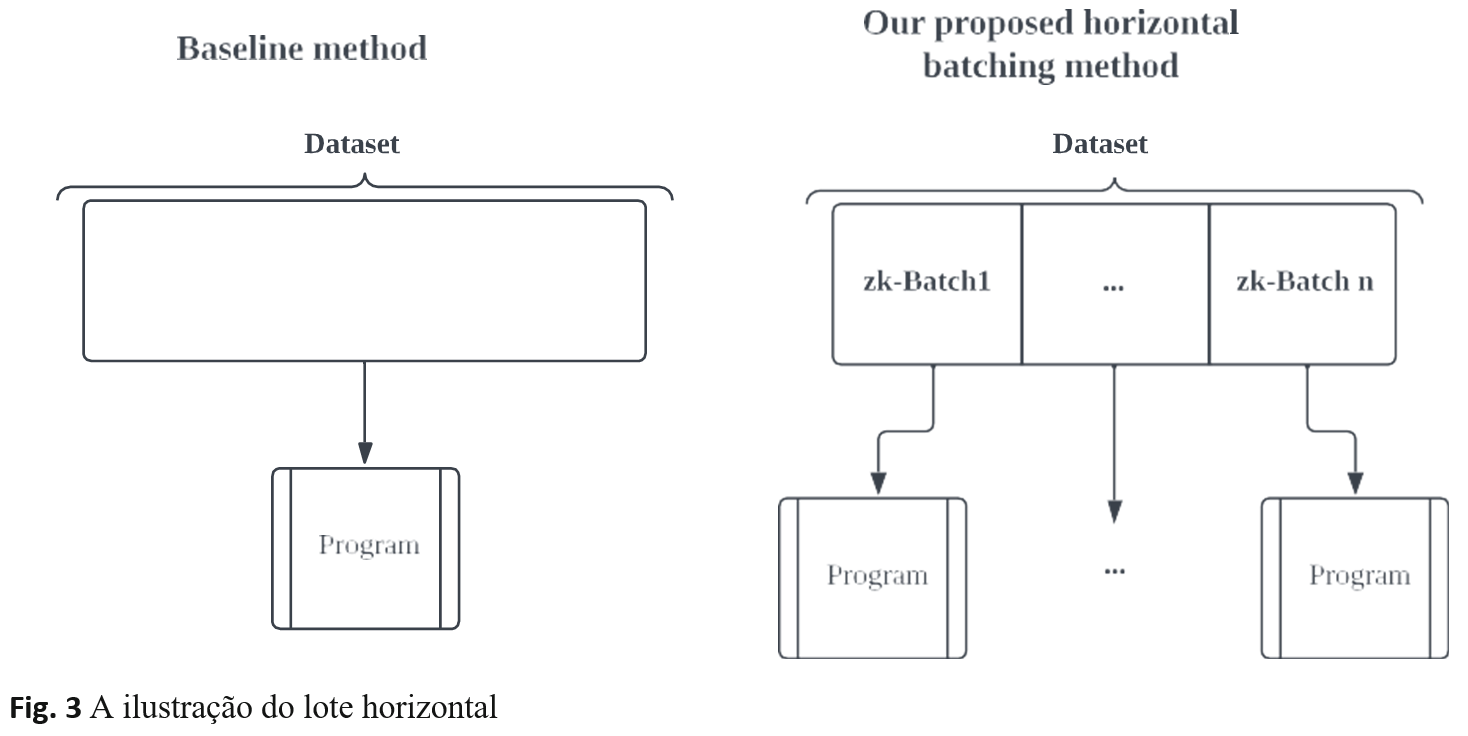 Baseline method
Dataset
Program
Our proposed horizontal
batching method
Dataset
zk-Batch1
...
zk-Batch n
Program
...
Program
Fig. 3 A ilustração do lote horizontal